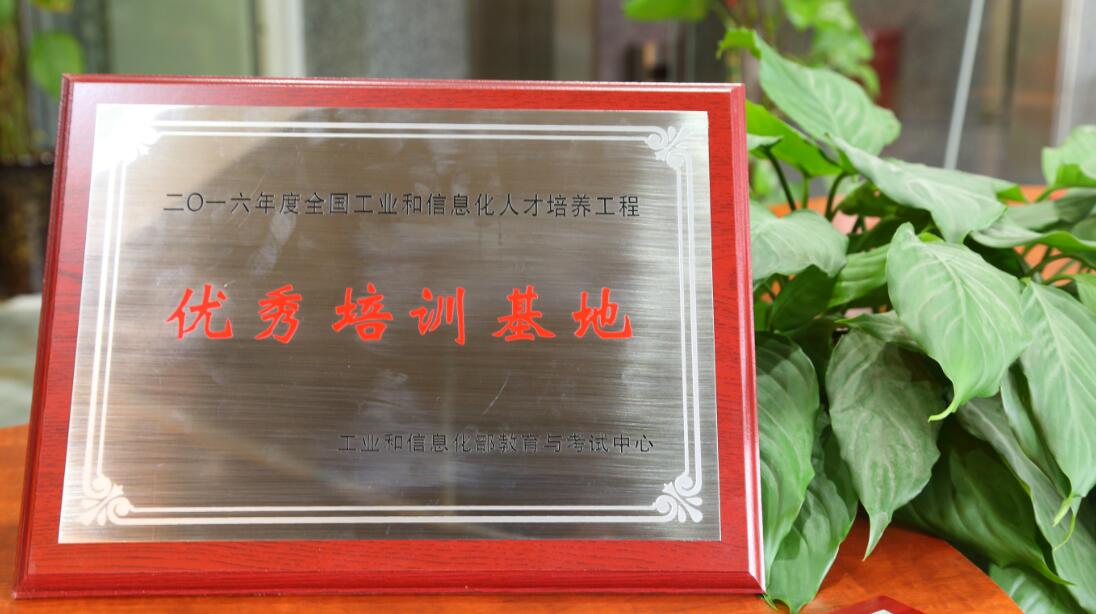 二〇一六年度全国工业和信息化人才培养工程
优秀培训基地
工业和信息化部教育与考试中心